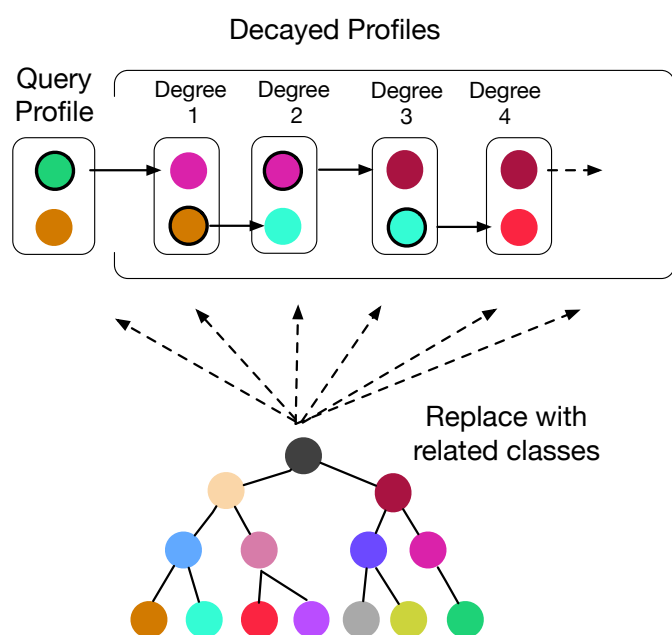 Decayed Profiles
Query
Profile
Degree
1
Degree
2
Degree
3
Degree
4
Replace with
related classes